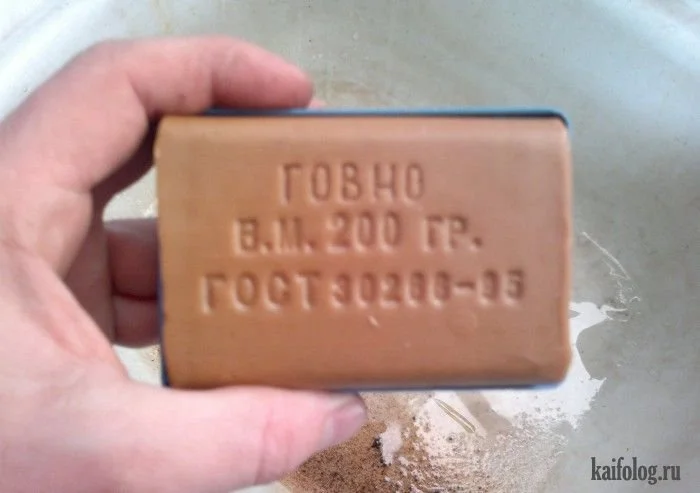 ГОВНО
В.М. 200 ГР.
ГОСТ 30266-95
kaifolog.ru